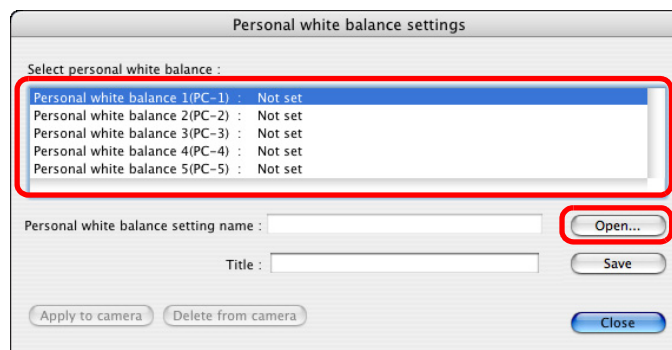 Personal white balance settings
Select personal white balance :
Personal white balance 1(PC-1) : Not set
Personal white balance 2(PC-2) : Not set
Personal white balance 3(PC-3) : Not set
Personal white balance 4(PC-4) : Not set
Personal white balance 5(PC-5) : Not set
Personal white balance setting name : Open...
Title : Save
Apply to camera Delete from camera Close